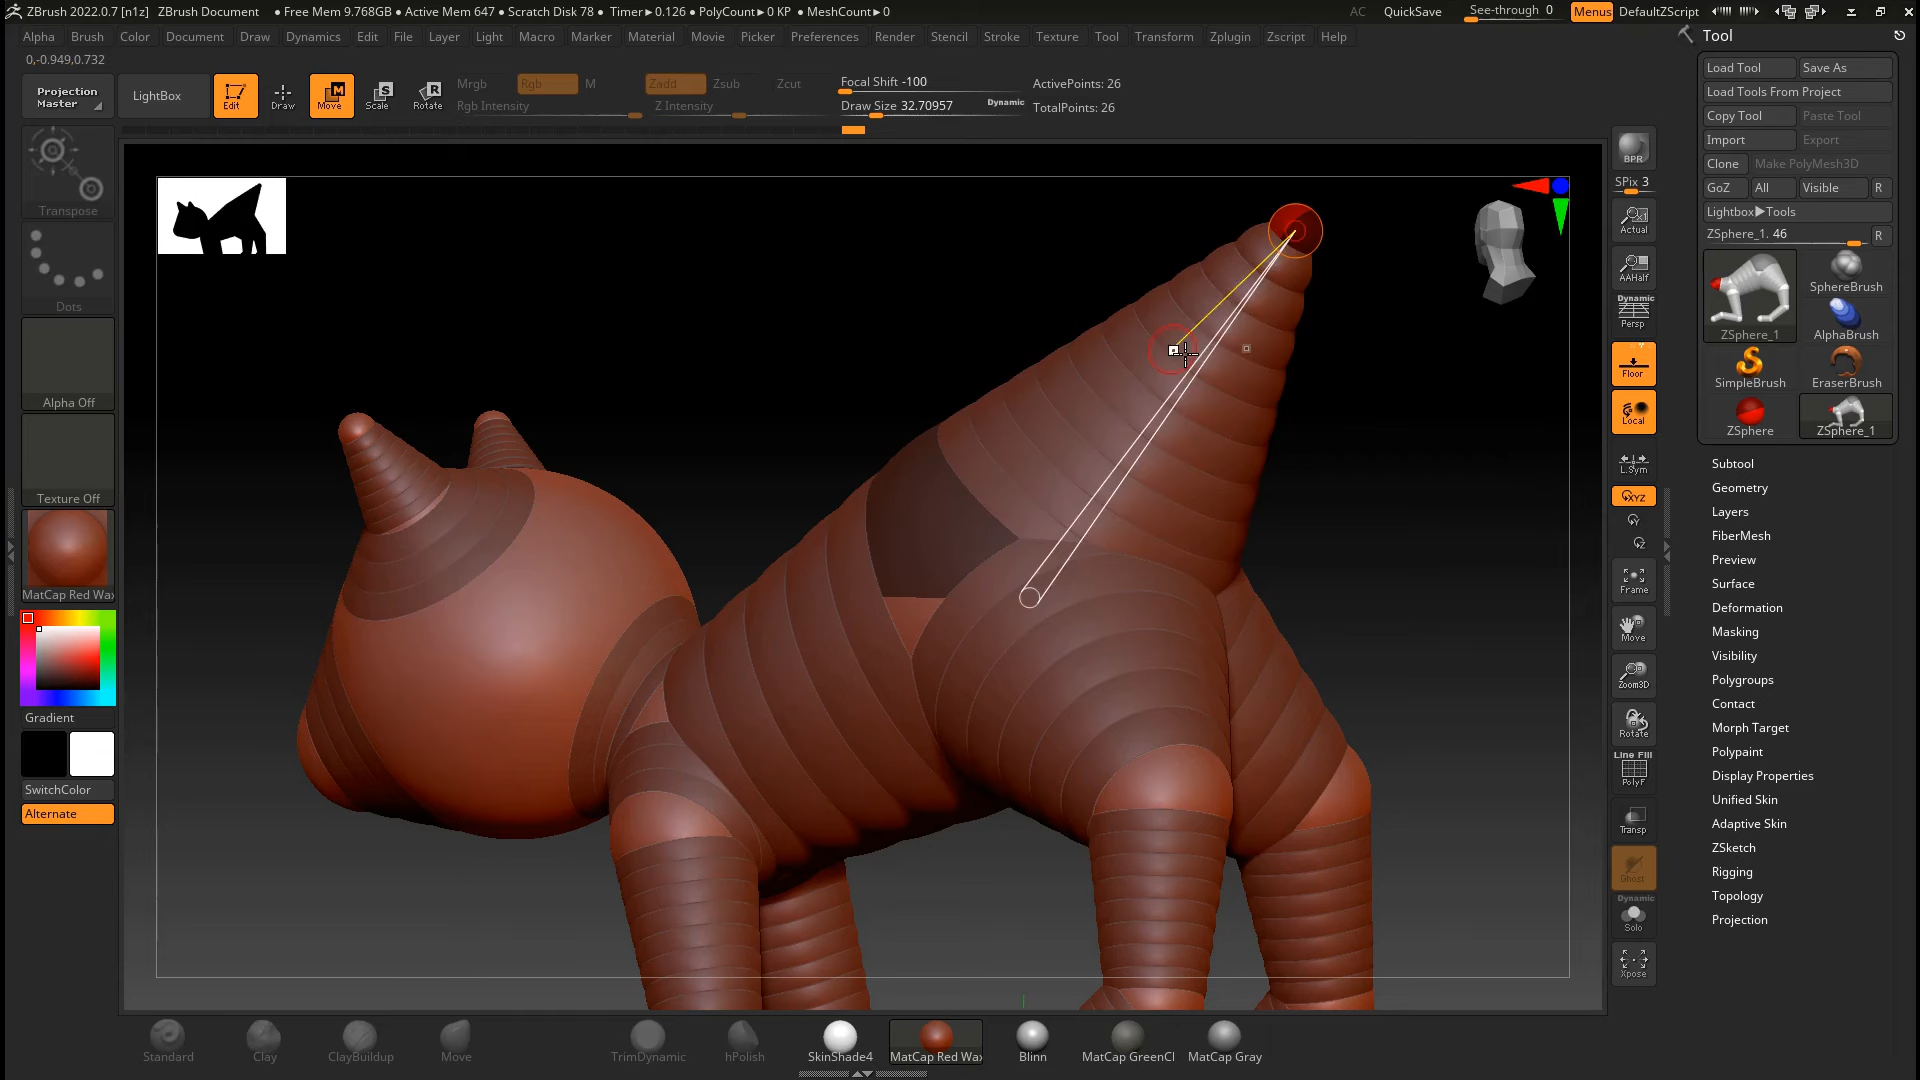 ZBrush 2022.0.7 [n1z] ZBrush Document • Free Mem 9.768GB • Active Mem 647 • Scratch Disk 78 • Timer▶0.126 • PolyCount▶0 KP • MeshCount▶0 AC QuickSave See-through 0 Menus DefaultZScript
Alpha Brush Color Document Draw Dynamics Edit File Layer Light Macro Marker Material Movie Picker Preferences Render Stencil Stroke Texture Tool Transform Zplugin Zscript Help
0,-0.949,0.732
Projection Master
LightBox
Edit
Draw
M
Move
S
Scale
R
Rotate
Mrgb Rgb M
Rgb Intensity
Zadd Zsub Zcut
Z Intensity
Focal Shift -100
Draw Size 32.70957
Dynamic
ActivePoints: 26
TotalPoints: 26
Transpose
Dots
Alpha Off
Texture Off
MatCap Red Wax
Gradient
SwitchColor
Alternate
BPR
SPix 3
Actual
AAHalf
Dynamic
Persp
Floor
Local
L.Sym
XYZ
Y
Z
Frame
Move
Zoom3D
Rotate
Line Fill
PolyF
Transp
Ghost
Dynamic
Solo
Xpose
Tool
Load Tool Save As
Load Tools From Project
Copy Tool Paste Tool
Import Export
Clone Make PolyMesh3D
GoZ All Visible R
Lightbox▶Tools
ZSphere_1. 46 R
ZSphere_1
SphereBrush
AlphaBrush
SimpleBrush
EraserBrush
ZSphere
ZSphere_1
Subtool
Geometry
Layers
FiberMesh
Preview
Surface
Deformation
Masking
Visibility
Polygroups
Contact
Morph Target
Polypaint
Display Properties
Unified Skin
Adaptive Skin
ZSketch
Rigging
Topology
Projection
Standard Clay ClayBuildup Move TrimDynamic hPolish SkinShade4 MatCap Red Wax Blinn MatCap GreenCl MatCap Gray